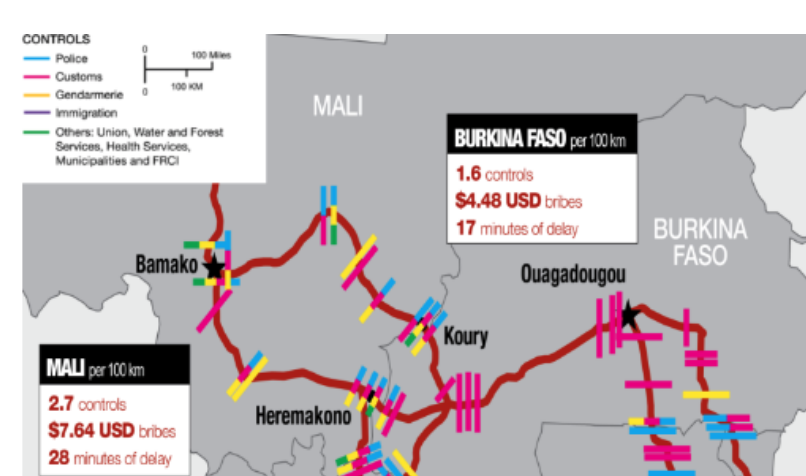 CONTROLS
Police
Customs
Gendarmerie
Immigration
Others: Union, Water and Forest
Services, Health Services,
Municipalities and FRCI
0
100 Miles
0
100 KM
MALI
BURKINA FASO per 100 km
1.6 controls
$4.48 USD bribes
17 minutes of delay
BURKINA
FASO
Bamako
Ouagadougou
Koury
MALI per 100 km
2.7 controls
$7.64 USD bribes
28 minutes of delay
Heremakono